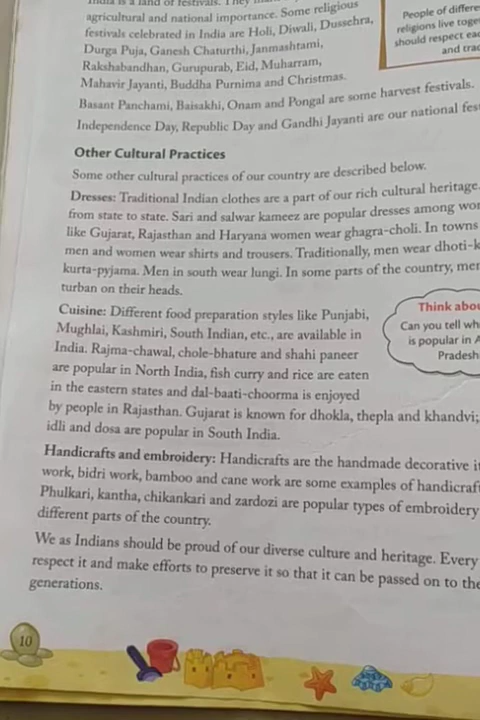 India is a land of festivals. They
agricultural and national importance. Some religious
festivals celebrated in India are Holi, Diwali, Dussehra,
Durga Puja, Ganesh Chaturthi, Janmashtami,
Rakshabandhan, Gurupurab, Eid, Muharram,
Mahavir Jayanti, Buddha Purnima and Christmas.
People of
religions live
should respect
and
Basant Panchami, Baisakhi, Onam and Pongal are some harvest festivals.
Independence Day, Republic Day and Gandhi Jayanti are our national
Other Cultural Practices
Some other cultural practices of our country are described below.
Dresses: Traditional Indian clothes are a part of our rich cultural heritage.
from state to state. Sari and salwar kameez are popular dresses among
like Gujarat, Rajasthan and Haryana women wear ghagra-choli. In towns
men and women wear shirts and trousers. Traditionally, men wear
kurta-pyjama. Men in south wear lungi. In some parts of the country,
turban on their heads.
Cuisine: Different food preparation styles like Punjabi,
Mughlai, Kashmiri, South Indian, etc., are available in
India. Rajma-chawal, chole-bhature and shahi paneer
are popular in North India, fish curry and rice are eaten
in the eastern states and dal-baati-choorma is enjoyed
by people in Rajasthan. Gujarat is known for dhokla, thepla and khandvi;
idli and dosa are popular in South India.
Think
Can you tell
is popular in
Pradesh
Handicrafts and embroidery: Handicrafts are the handmade decorative
work, bidri work, bamboo and cane work are some examples of
Phulkari, kantha, chikankari and zardozi are popular types of embroidery
different parts of the country.
We as Indians should be proud of our diverse culture and heritage. Every
respect it and make efforts to preserve it so that it can be passed on to the
generations.
10